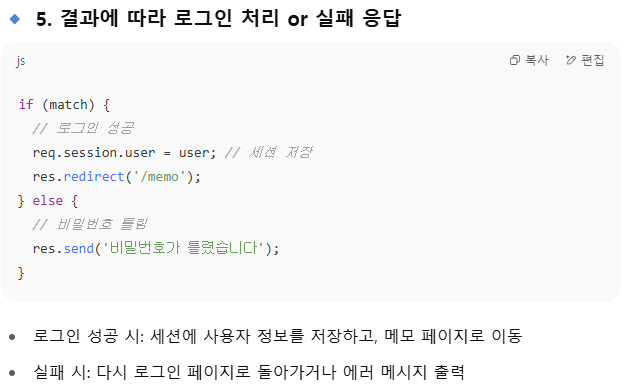 5. 결과에 따라 로그인 처리 or 실패 응답
js 복사 편집
if (match) {
// 로그인 성공
req.session.user = user; // 세션 저장
res.redirect('/memo');
} else {
// 비밀번호 틀림
res.send('비밀번호가 틀렸습니다');
}
로그인 성공 시: 세션에 사용자 정보를 저장하고, 메모 페이지로 이동
실패 시: 다시 로그인 페이지로 돌아가거나 에러 메시지 출력